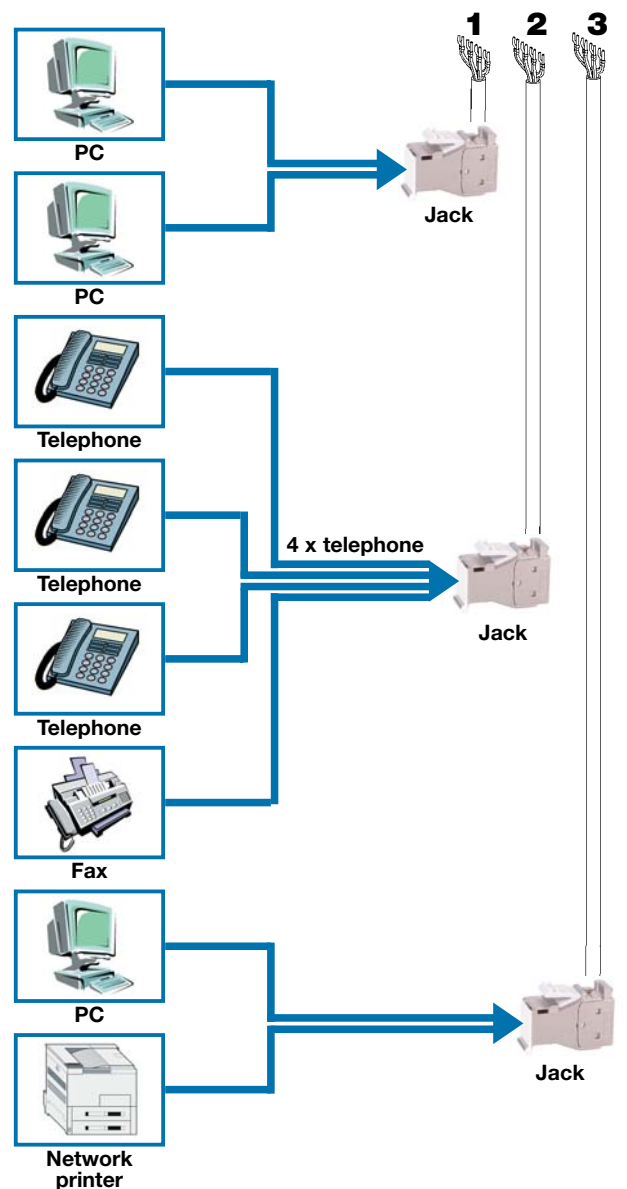 1 2 3
PC
Jack
PC
Telephone
4 x telephone
Telephone
Jack
Telephone
Fax
PC
Jack
Network
printer